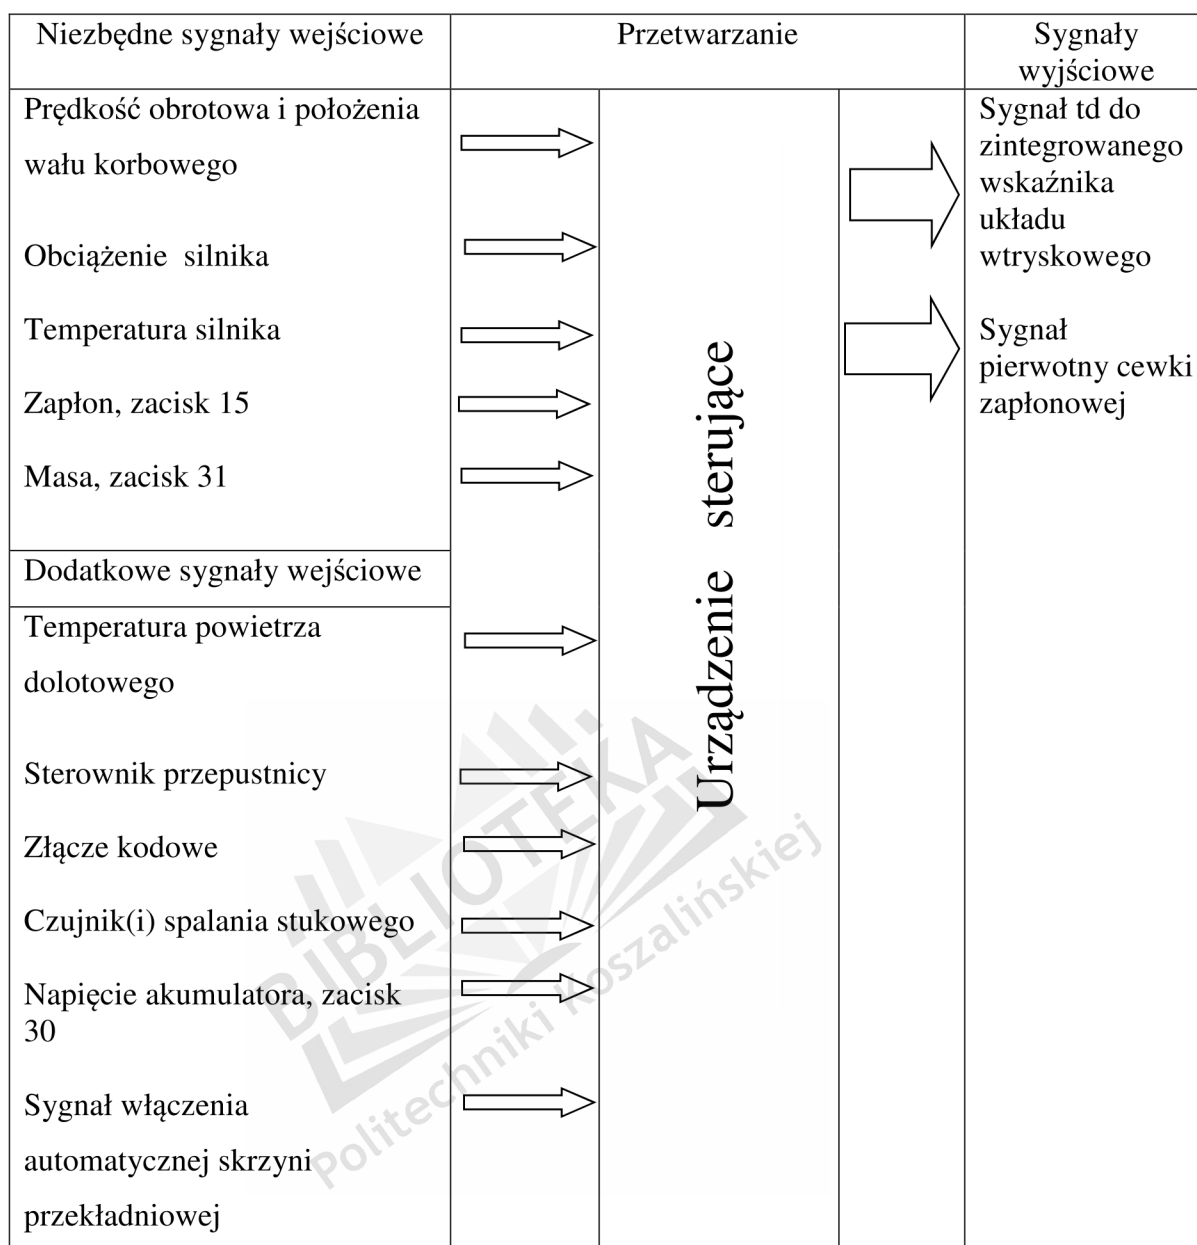 Niezbędne sygnały wejściowe
Przetwarzanie
Sygnały
wyjściowe
Prędkość obrotowa i położenia
wału korbowego
Obciążenie silnika
Temperatura silnika
Zapłon, zacisk 15
Masa, zacisk 31
Dodatkowe sygnały wejściowe
Temperatura powietrza
dolotowego
Sterownik przepustnicy
Złącze kodowe
Czujnik(i) spalania stukowego
Napięcie akumulatora, zacisk
30
Sygnał włączenia
automatycznej skrzyni
przekładniowej
Urządzenie sterujące
Sygnał td do
zintegrowanego
wskaźnika
układu
wtryskowego
Sygnał
pierwotny cewki
zapłonowej
BIBLIOTEKA
Politechniki Koszalińskiej